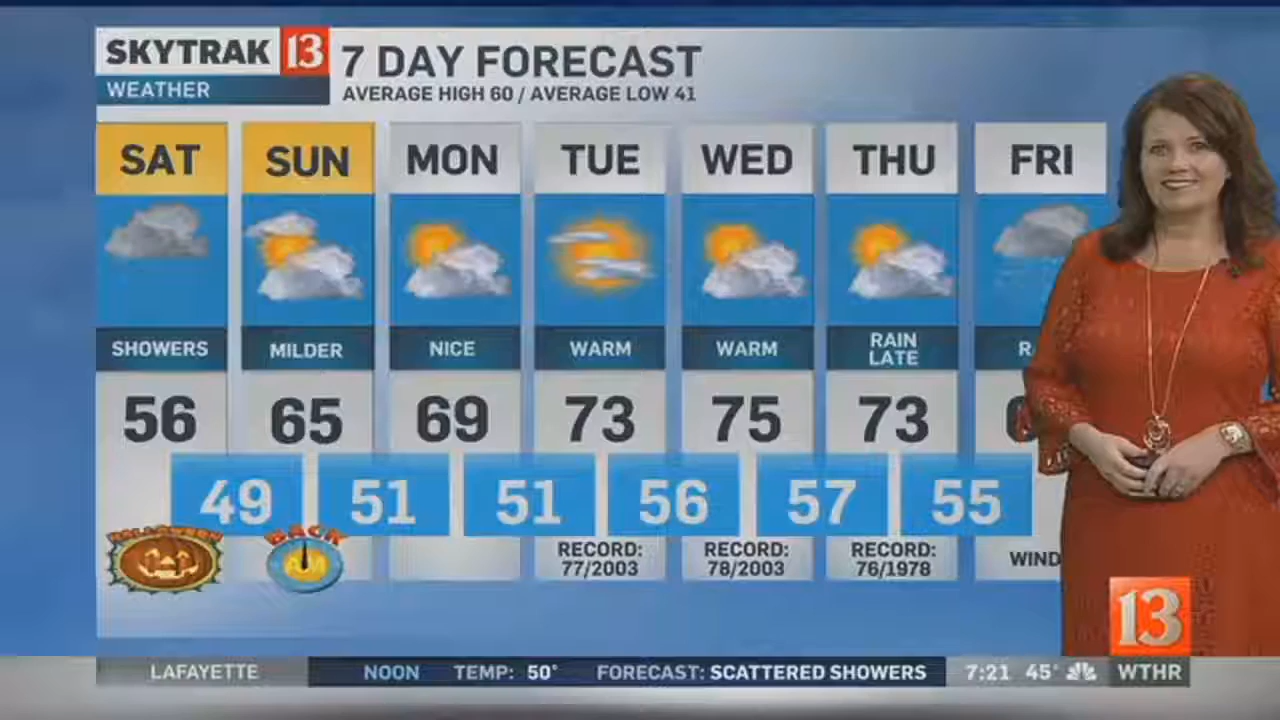 SKYTRAK 13
WEATHER
7 DAY FORECAST
AVERAGE HIGH 60 / AVERAGE LOW 41
SAT SUN MON TUE WED THU FRI
SHOWERS MILDER NICE WARM WARM RAIN LATE
56 65 69 73 75 73
49 51 51 56 57 55
HALLOWEEN BACK
AM
RECORD: 77/2003
RECORD: 78/2003
RECORD: 76/1978
WIND
13
LAFAYETTE NOON TEMP: 50° FORECAST: SCATTERED SHOWERS 7:21 45° WTHR